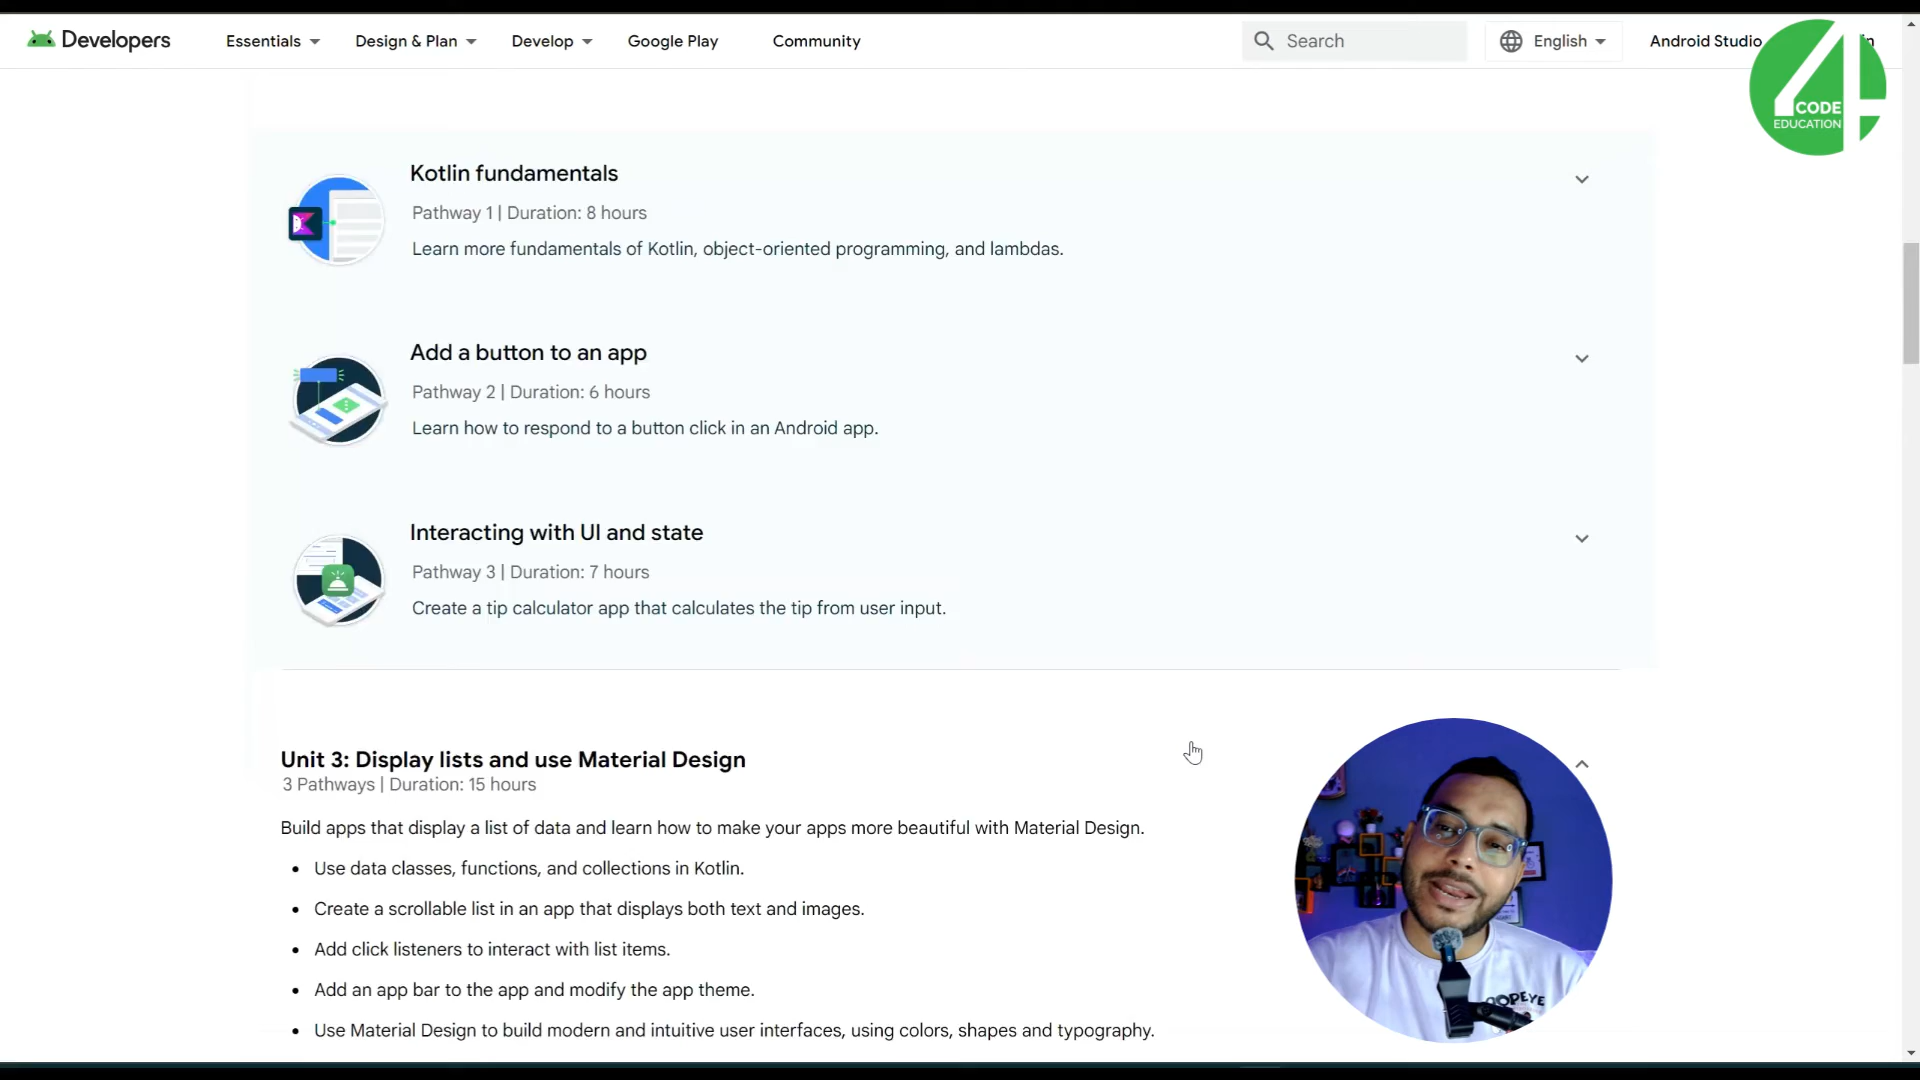 Developers
Essentials
Design & Plan
Develop
Google Play
Community
Search
English
Android Studio
in
4 CODE
EDUCATION
Kotlin fundamentals
Pathway 1 | Duration: 8 hours
Learn more fundamentals of Kotlin, object-oriented programming, and lambdas.
Add a button to an app
Pathway 2 | Duration: 6 hours
Learn how to respond to a button click in an Android app.
Interacting with UI and state
Pathway 3 | Duration: 7 hours
Create a tip calculator app that calculates the tip from user input.
Unit 3: Display lists and use Material Design
3 Pathways | Duration: 15 hours
Build apps that display a list of data and learn how to make your apps more beautiful with Material Design.
• Use data classes, functions, and collections in Kotlin.
• Create a scrollable list in an app that displays both text and images.
• Add click listeners to interact with list items.
• Add an app bar to the app and modify the app theme.
• Use Material Design to build modern and intuitive user interfaces, using colors, shapes and typography.
OPEYE